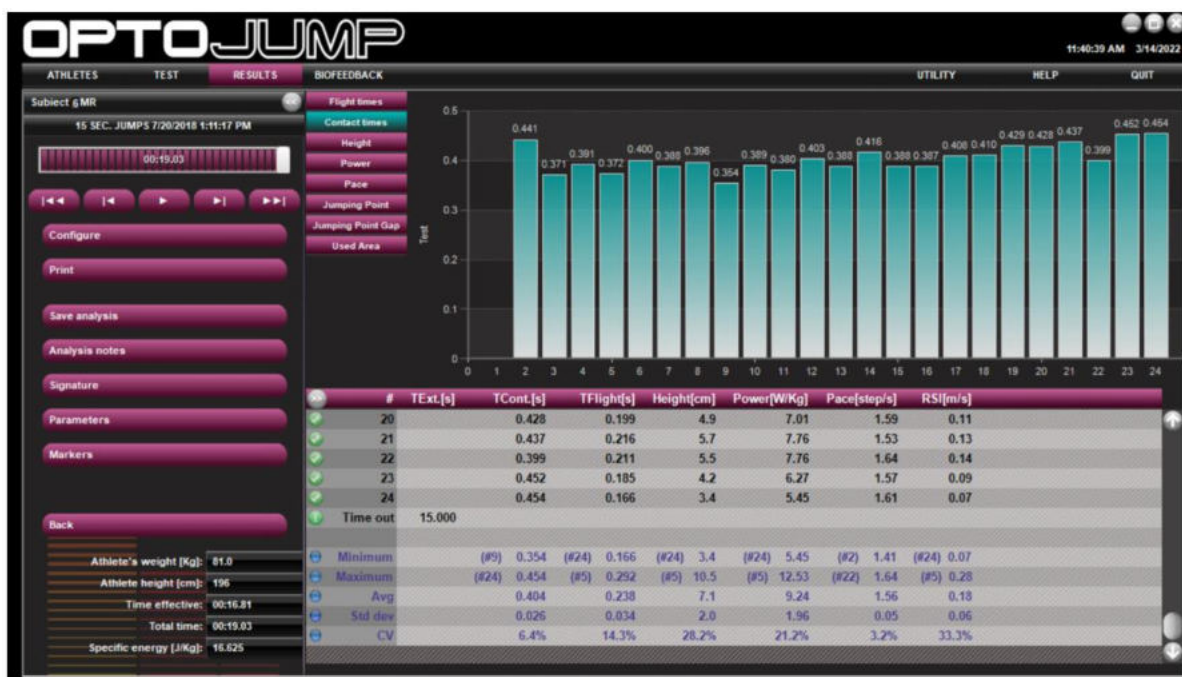 OPTOJUMP
11:40:39 AM 3/14/2022
ATHLETES TEST RESULTS BIOFEEDBACK UTILITY HELP QUIT
Subject 6 MR
15 SEC. JUMPS 7/20/2018 1:11:17 PM
00:19.03
Configure
Print
Save analysis
Analysis notes
Signature
Parameters
Markers
Back
Athlete's weight [Kg]: 81.0
Athlete height [cm]: 196
Time effective: 00:16.81
Total time: 00:19.03
Specific energy [J/Kg]: 16.625
Flight times
Contact times
Height
Power
Pace
Jumping Point
Jumping Point Gap
Used Area
Test
0.5
0.4
0.3
0.2
0.1
0
0.441 0.371 0.391 0.372 0.400 0.388 0.396 0.354 0.389 0.380 0.403 0.388 0.416 0.388 0.387 0.408 0.410 0.429 0.428 0.437 0.399 0.452 0.454
0 1 2 3 4 5 6 7 8 9 10 11 12 13 14 15 16 17 18 19 20 21 22 23 24
# TExt.[s] TCont.[s] TFlight[s] Height[cm] Power[W/Kg] Pace[step/s] RSI[m/s]
20 0.428 0.199 4.9 7.01 1.59 0.11
21 0.437 0.216 5.7 7.76 1.53 0.13
22 0.399 0.211 5.5 7.76 1.64 0.14
23 0.452 0.185 4.2 6.27 1.57 0.09
24 0.454 0.166 3.4 5.45 1.61 0.07
Time out 15.000
Minimum (#9) 0.354 (#24) 0.166 (#24) 3.4 (#24) 5.45 (#2) 1.41 (#24) 0.07
Maximum (#24) 0.454 (#5) 0.292 (#5) 10.5 (#5) 12.53 (#22) 1.64 (#5) 0.28
Avg 0.404 0.238 7.1 9.24 1.56 0.18
Std dev 0.026 0.034 2.0 1.96 0.05 0.06
CV 6.4% 14.3% 28.2% 21.2% 3.2% 33.3%